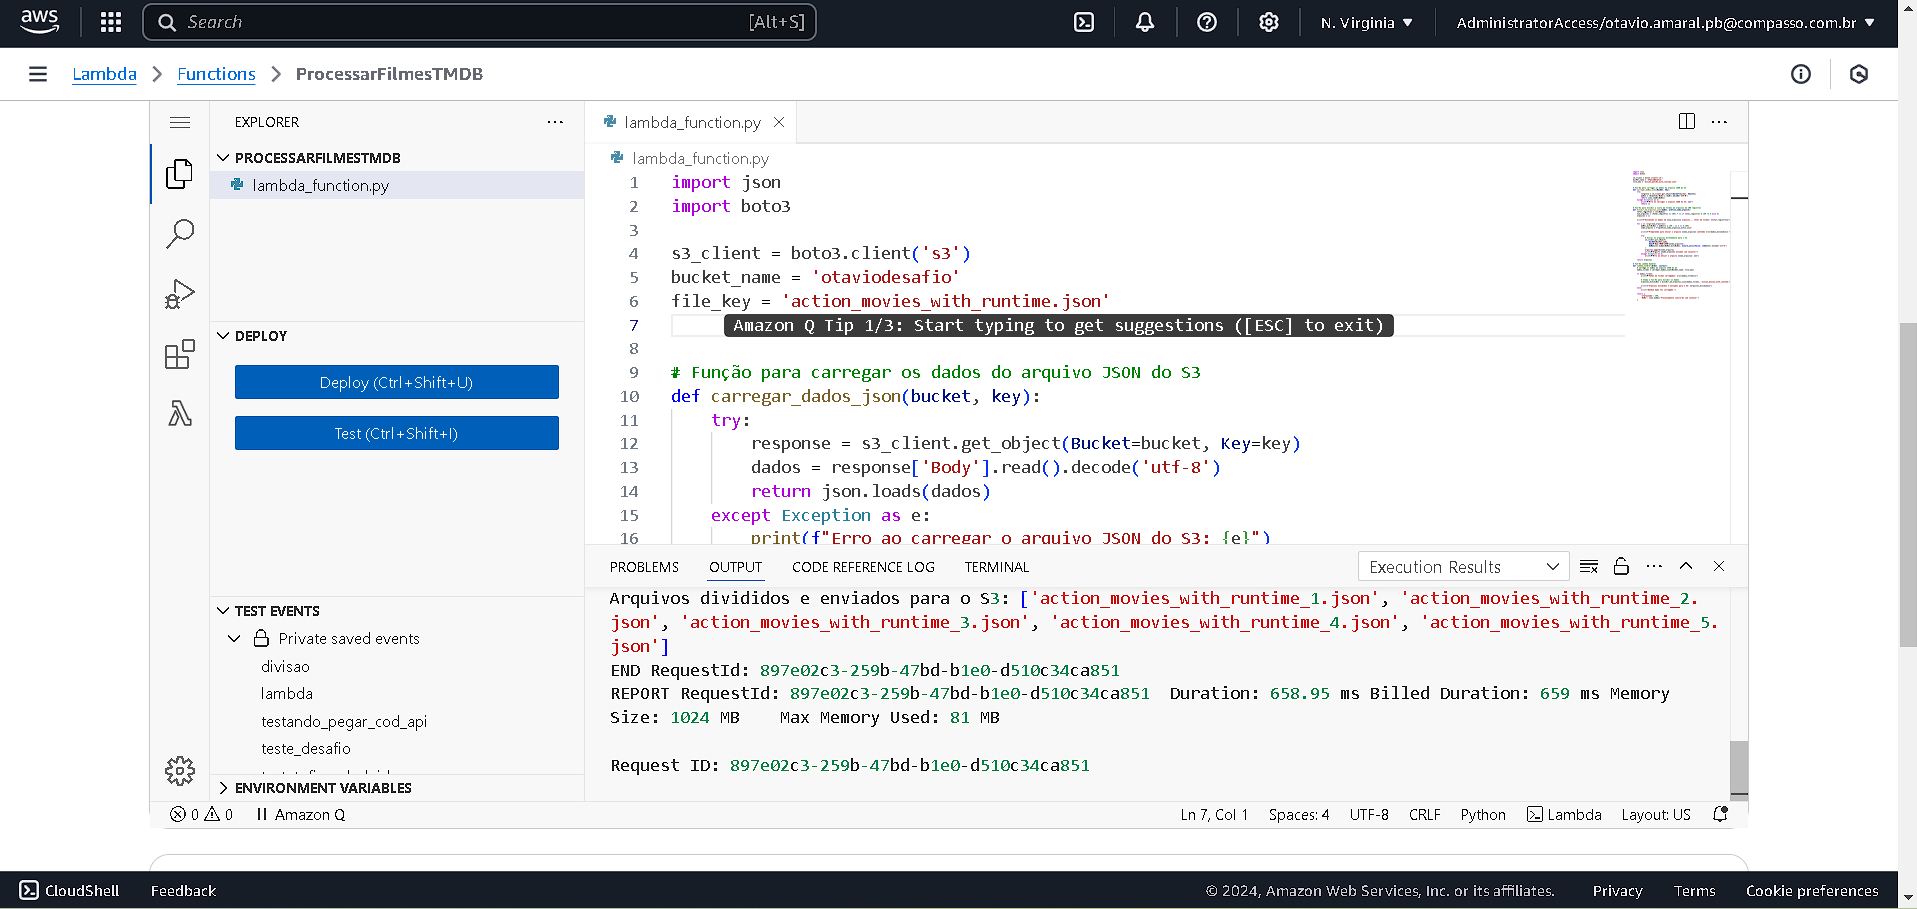 aws
Search [Alt+S]
N. Virginia
AdministratorAccess/otavio.amaral.pb@compasso.com.br
Lambda > Functions > ProcessarFilmesTMDB
EXPLORER
PROCESSARFILMESTMDB
lambda_function.py
DEPLOY
Deploy (Ctrl+Shift+U)
Test (Ctrl+Shift+I)
TEST EVENTS
Private saved events
divisao
lambda
testando_pegar_cod_api
teste_desafio
ENVIRONMENT VARIABLES
lambda_function.py
lambda_function.py
1 import json
2 import boto3
3
4 s3_client = boto3.client('s3')
5 bucket_name = 'otaviodesafio'
6 file_key = 'action_movies_with_runtime.json'
7 Amazon Q Tip 1/3: Start typing to get suggestions ([ESC] to exit)
8
9 # Função para carregar os dados do arquivo JSON do S3
10 def carregar_dados_json(bucket, key):
11 try:
12 response = s3_client.get_object(Bucket=bucket, Key=key)
13 dados = response['Body'].read().decode('utf-8')
14 return json.loads(dados)
15 except Exception as e:
16 print(f"Erro ao carregar o arquivo JSON do S3: {e}")
PROBLEMS OUTPUT CODE REFERENCE LOG TERMINAL
Execution Results
Arquivos divididos e enviados para o S3: ['action_movies_with_runtime_1.json', 'action_movies_with_runtime_2.
json', 'action_movies_with_runtime_3.json', 'action_movies_with_runtime_4.json', 'action_movies_with_runtime_5.
json']
END RequestId: 897e02c3-259b-47bd-b1e0-d510c34ca851
REPORT RequestId: 897e02c3-259b-47bd-b1e0-d510c34ca851 Duration: 658.95 ms Billed Duration: 659 ms Memory
Size: 1024 MB Max Memory Used: 81 MB
Request ID: 897e02c3-259b-47bd-b1e0-d510c34ca851
0 0 Amazon Q
Ln 7, Col 1 Spaces: 4 UTF-8 CRLF Python Lambda Layout: US
CloudShell Feedback
© 2024, Amazon Web Services, Inc. or its affiliates. Privacy Terms Cookie preferences